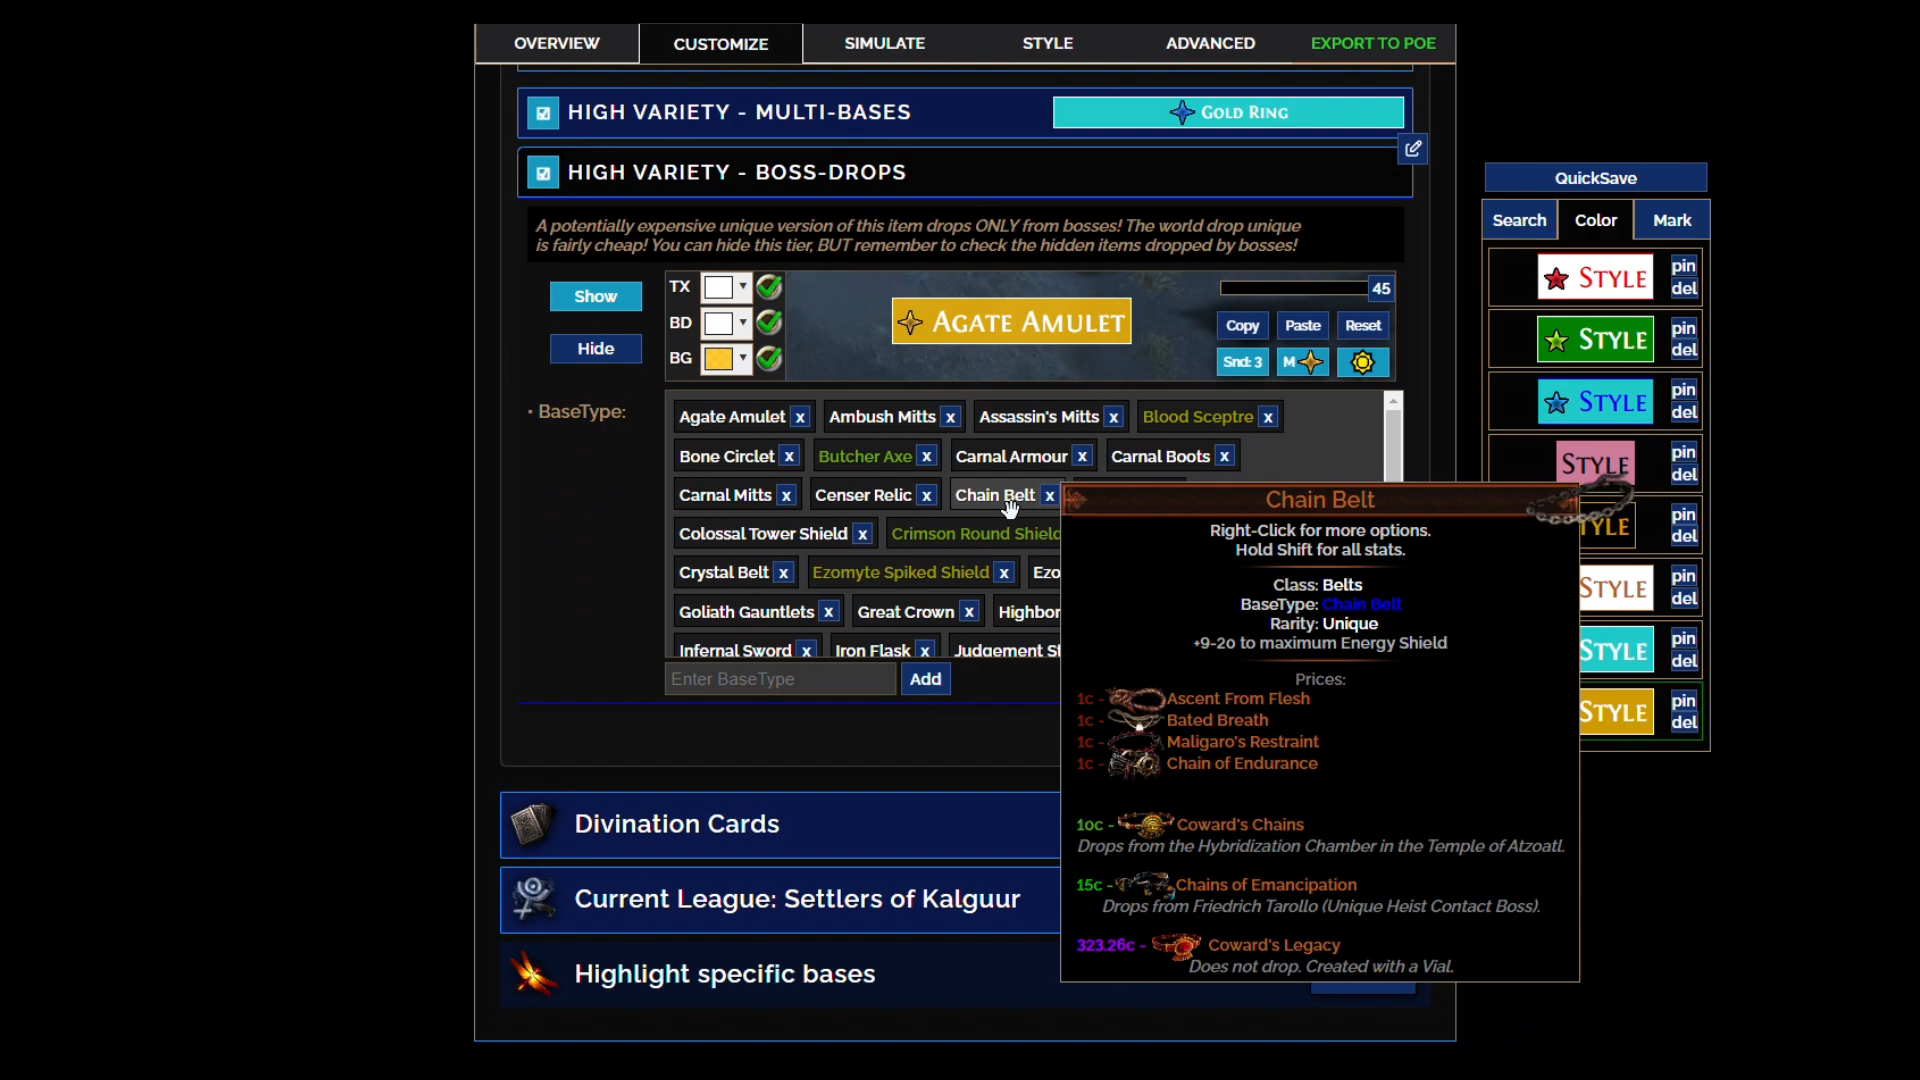 OVERVIEW CUSTOMIZE SIMULATE STYLE ADVANCED EXPORT TO POE
HIGH VARIETY - MULTI-BASES GOLD RING
HIGH VARIETY - BOSS-DROPS
A potentially expensive unique version of this item drops ONLY from bosses! The world drop unique
is fairly cheap! You can hide this tier, BUT remember to check the hidden items dropped by bosses!
Show
Hide
TX
BD
BG
AGATE AMULET
45
Copy Paste Reset
Snd: 3 M
• BaseType:
Agate Amulet x Ambush Mitts x Assassin's Mitts x Blood Sceptre x
Bone Circlet x Butcher Axe x Carnal Armour x Carnal Boots x
Carnal Mitts x Censer Relic x Chain Belt x
Colossal Tower Shield x Crimson Round Shield
Crystal Belt x Ezomyte Spiked Shield x Ezo
Goliath Gauntlets x Great Crown x Highbor
Infernal Sword x Iron Flask x Judgement S
Enter BaseType Add
Chain Belt
Right-Click for more options.
Hold Shift for all stats.
Class: Belts
BaseType: Chain Belt
Rarity: Unique
+9-20 to maximum Energy Shield
Prices:
1c - Ascent From Flesh
1c - Bated Breath
1c - Maligaro's Restraint
1c - Chain of Endurance
10c - Coward's Chains
Drops from the Hybridization Chamber in the Temple of Atzoatl.
15c - Chains of Emancipation
Drops from Friedrich Tarollo (Unique Heist Contact Boss).
323.26c - Coward's Legacy
Does not drop. Created with a Vial.
Divination Cards
Current League: Settlers of Kalguur
Highlight specific bases
QuickSave
Search Color Mark
STYLE pin del
STYLE pin del
STYLE pin del
STYLE pin del
TYLE pin del
STYLE pin del
STYLE pin del
STYLE pin del